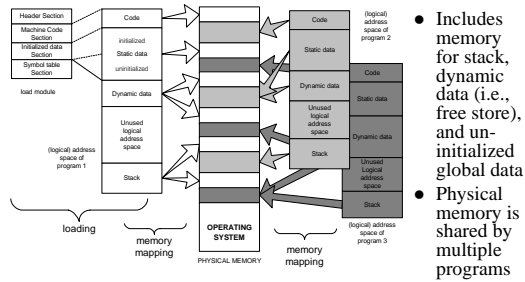 Header Section
Machine Code
Section
Initialized data
Section
Symbol table
Section
load module
(logical) address
space of
program 1
Code
initialized
Static data
uninitialized
Dynamic data
Unused
logical
address
space
Stack
loading
memory
mapping
OPERATING
SYSTEM
PHYSICAL MEMORY
memory
mapping
Code
Static data
Dynamic data
Unused
logical
address
space
Stack
(logical)
address
space of
program 2
Code
Static data
Dynamic data
Unused
Logical
address
space
Stack
(logical) address
space of
program 3
● Includes
memory
for stack,
dynamic
data (i.e.,
free store),
and un-
initialized
global data
● Physical
memory is
shared by
multiple
programs